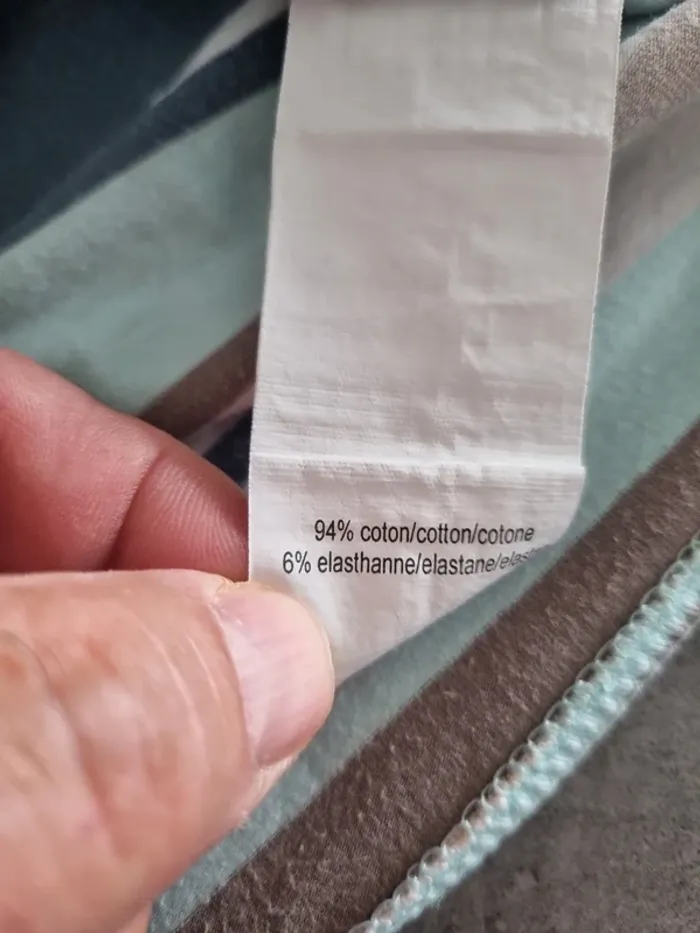 94% coton/cotton/cotone
6% elasthanne/elastane/